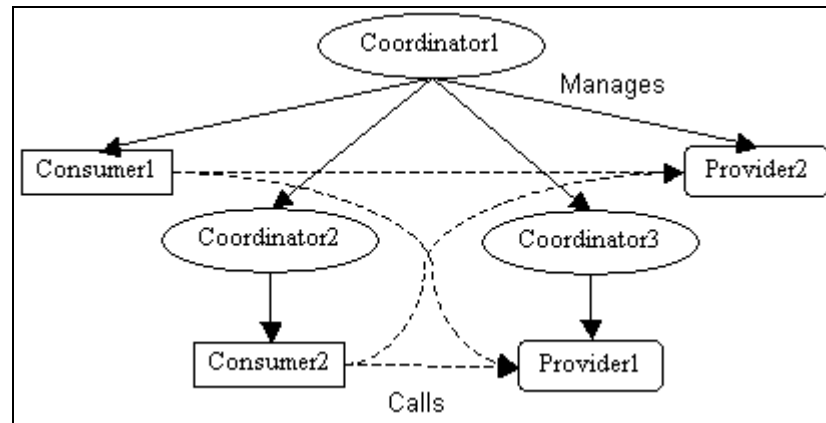 Coordinator1
Manages
Consumer1
Provider2
Coordinator2
Coordinator3
Consumer2
Provider1
Calls